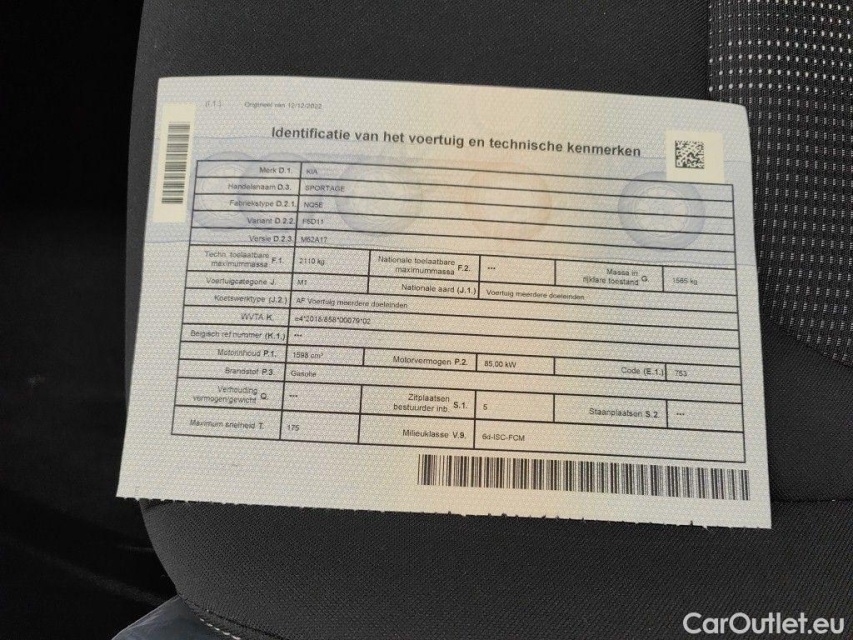 (I.1.) Origineel van 12/12/2022
Identificatie van het voertuig en technische kenmerken
Merk D.1. KIA
Handelsnaam D.3. SPORTAGE
Fabriekstype D.2.1. NQ5E
Variant D.2.2. F5D11
Versie D.2.3. M62A17
Techn. toelaatbare maximummassa F.1. 2110 kg Nationale toelaatbare maximummassa F.2. --- Massa in rijklare toestand G. 1565 kg
Voertuigcategorie J. M1 Nationale aard (J.1.) Voertuig meerdere doeleinden
Koetswerktype (J.2.) AF Voertuig meerdere doeleinden
WVTA K. e4*2018/858*00079*02
Belgisch ref nummer (K.1.) ---
Motorinhoud P.1. 1598 cm³ Motorvermogen P.2. 85,00 kW Code (E.1.) 753
Brandstof P.3. Gasolie
Verhouding vermogen/gewicht Q. --- Zitplaatsen bestuurder inb. S.1. 5 Staanplaatsen S.2 ---
Maximum snelheid T. 175 Milieuklasse V.9. 6d-ISC-FCM
CarOutlet.eu